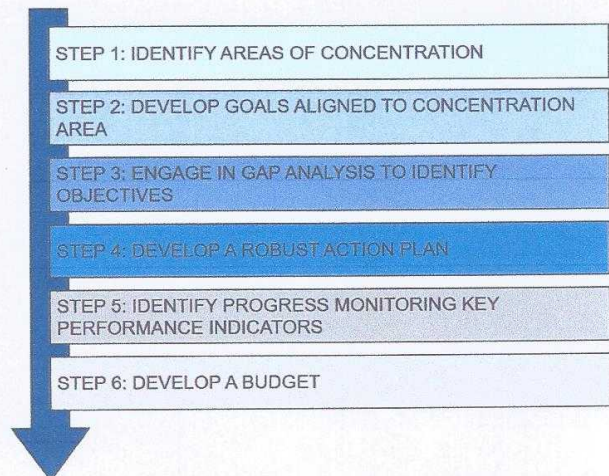 STEP 1: IDENTIFY AREAS OF CONCENTRATION
STEP 2: DEVELOP GOALS ALIGNED TO CONCENTRATION
AREA
STEP 3: ENGAGE IN GAP ANALYSIS TO IDENTIFY
OBJECTIVES
STEP 4: DEVELOP A ROBUST ACTION PLAN
STEP 5: IDENTIFY PROGRESS MONITORING KEY
PERFORMANCE INDICATORS
STEP 6: DEVELOP A BUDGET